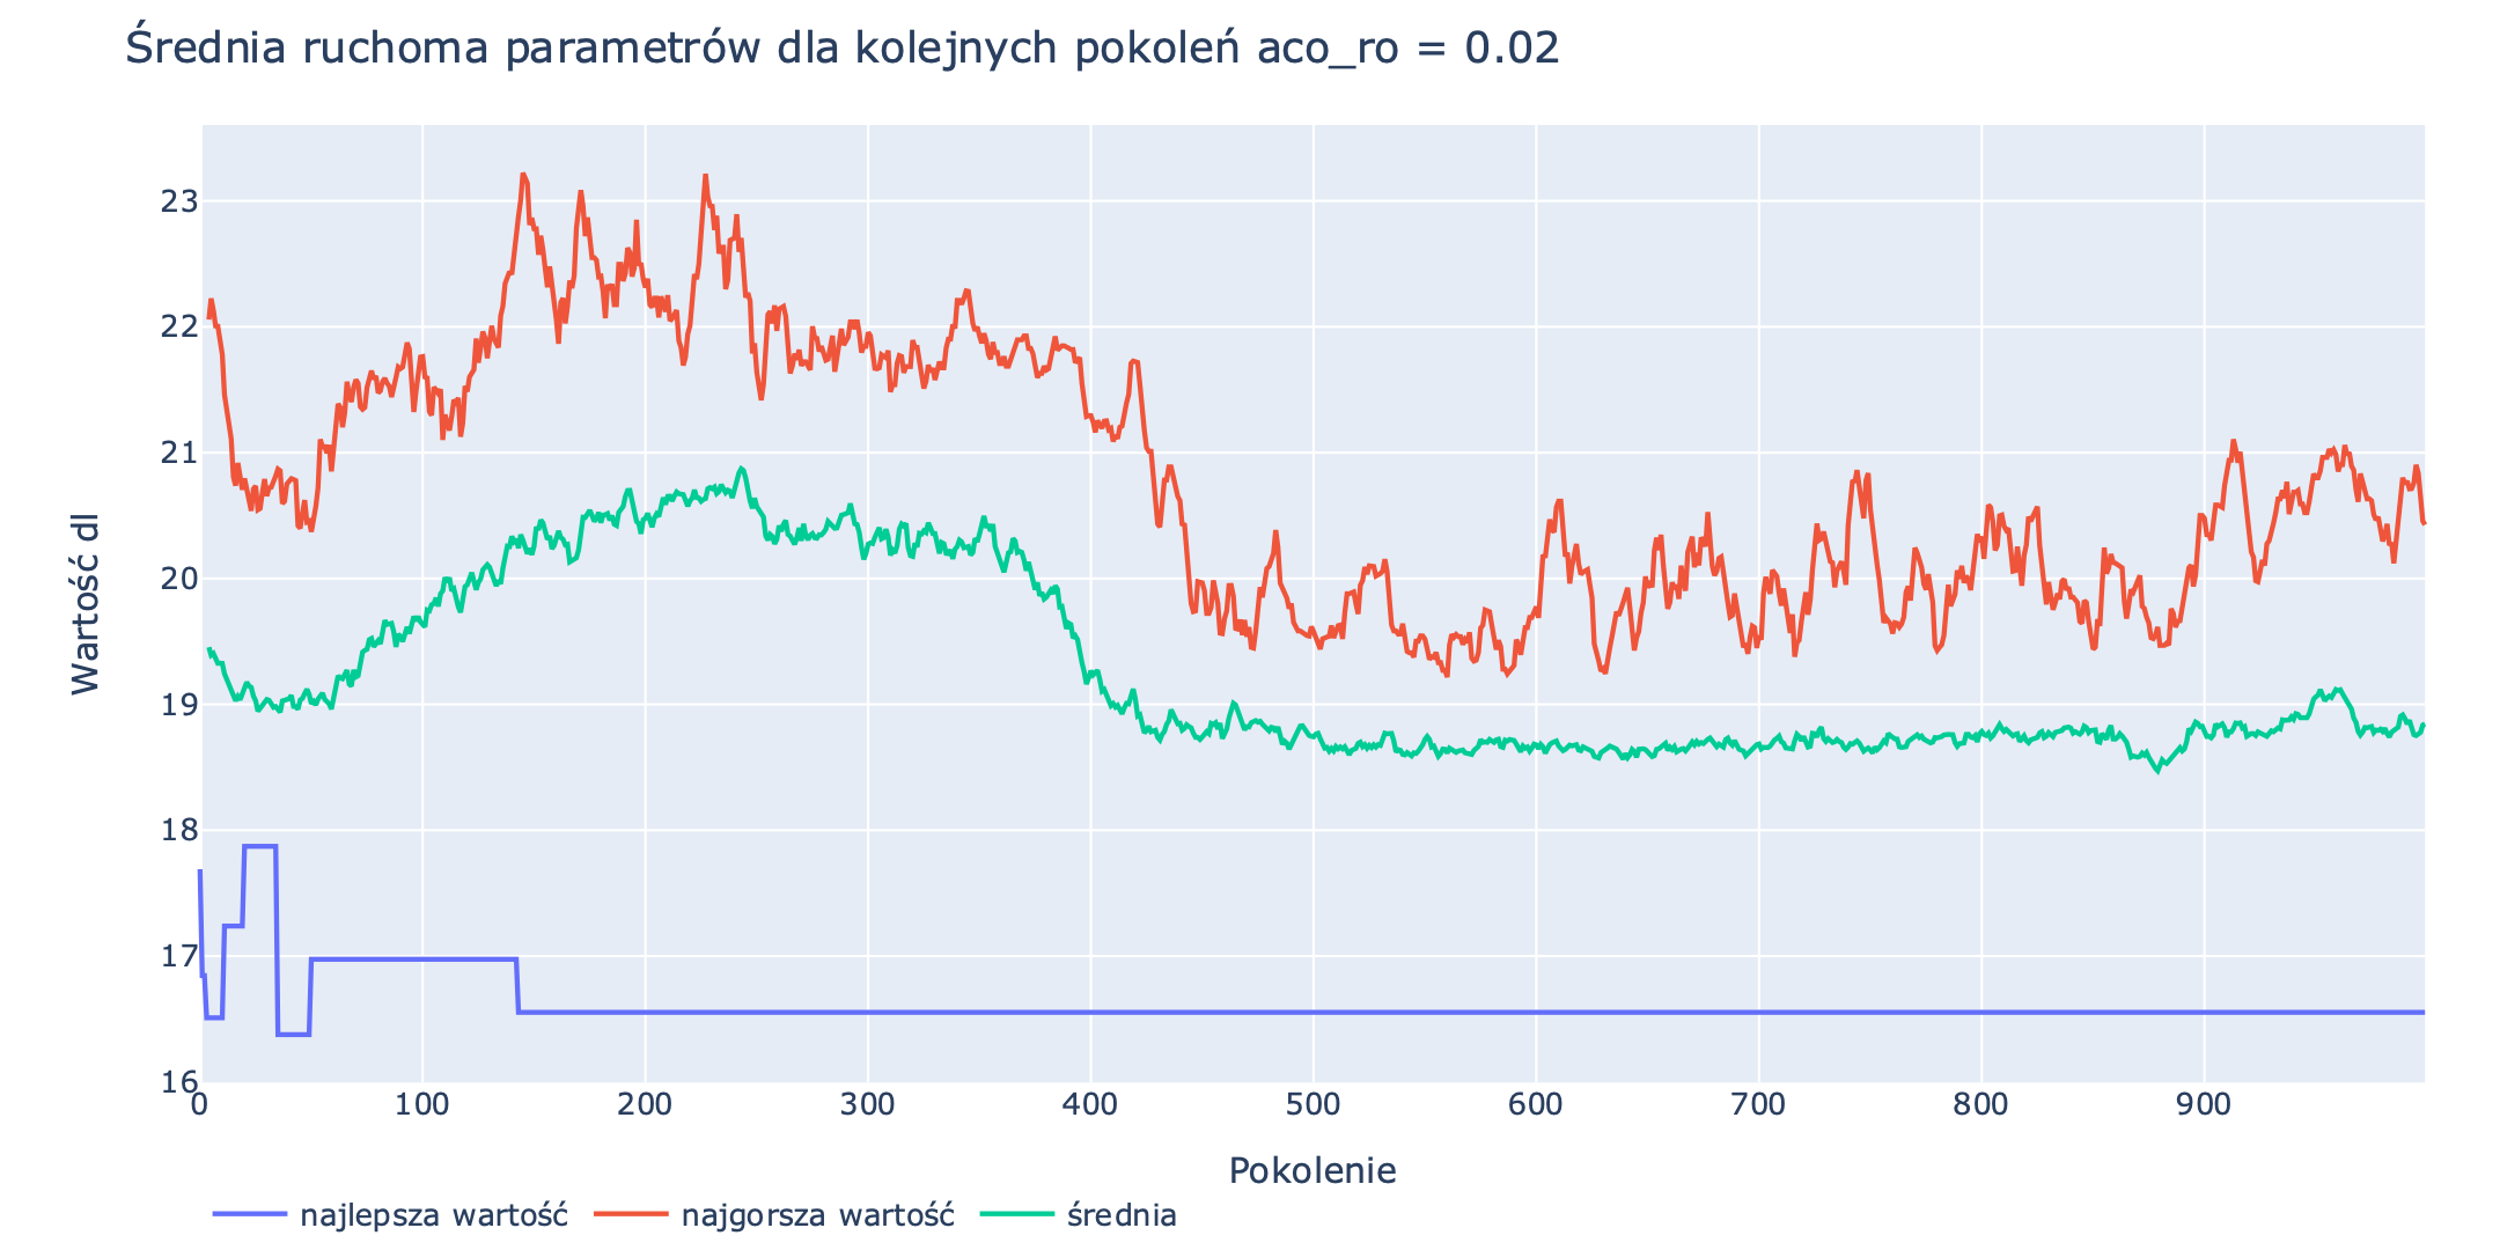 Średnia ruchoma parametrów dla kolejnych pokoleń aco_ro = 0.02
23
22
21
20
19
18
17
16
Wartość dl
0 100 200 300 400 500 600 700 800 900
Pokolenie
najlepsza wartość najgorsza wartość średnia